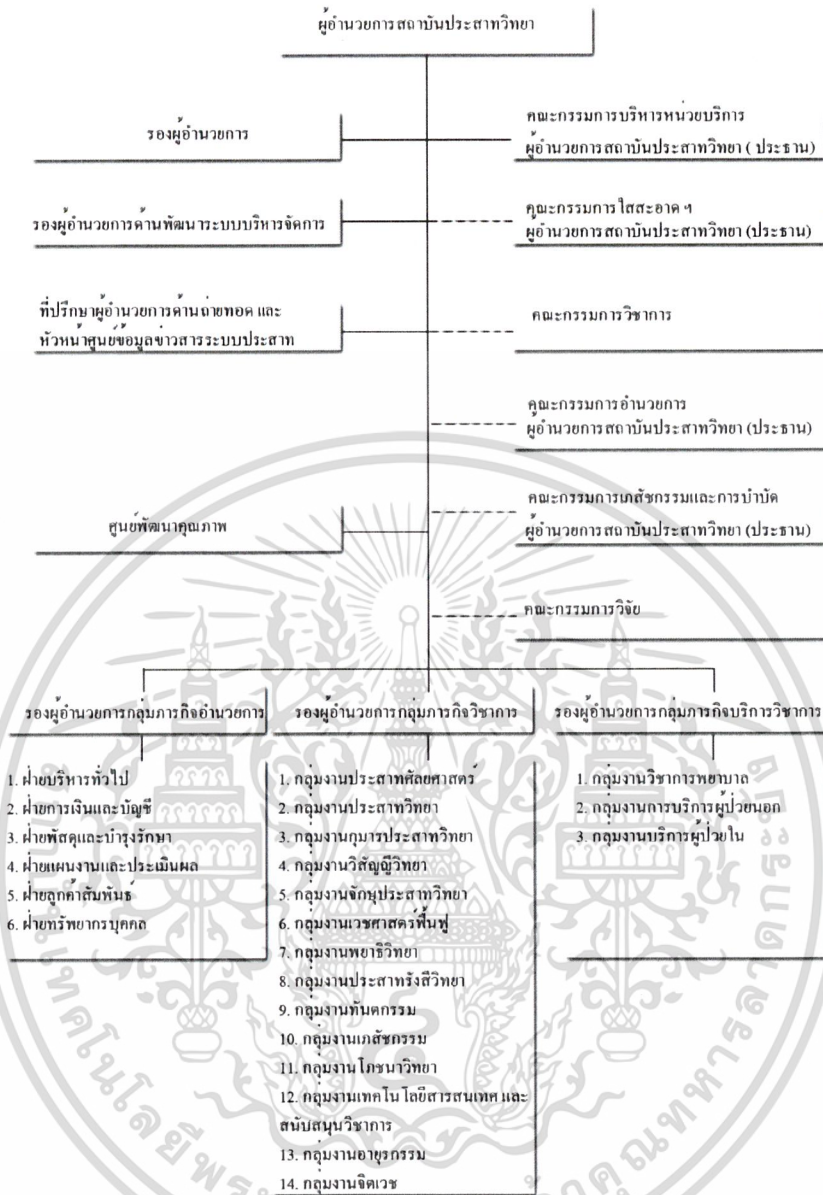 ผู้อำนวยการสถาบันประสาทวิทยา
รองผู้อำนวยการ
คณะกรรมการบริหารหน่วยบริการ
ผู้อำนวยการสถาบันประสาทวิทยา ( ประธาน)
รองผู้อำนวยการด้านพัฒนาระบบบริหารจัดการ
คณะกรรมการใสสะอาด ฯ
ผู้อำนวยการสถาบันประสาทวิทยา (ประธาน)
ที่ปรึกษาผู้อำนวยการด้านถ่ายทอด และ
หัวหน้าศูนย์ข้อมูลข่าวสารระบบประสาท
คณะกรรมการวิชาการ
คณะกรรมการอำนวยการ
ผู้อำนวยการสถาบันประสาทวิทยา (ประธาน)
ศูนย์พัฒนาคุณภาพ
คณะกรรมการเภสัชกรรมและการบำบัด
ผู้อำนวยการสถาบันประสาทวิทยา (ประธาน)
คณะกรรมการวิจัย
รองผู้อำนวยการกลุ่มภารกิจอำนวยการ
1. ฝ่ายบริหารทั่วไป
2. ฝ่ายการเงินและบัญชี
3. ฝ่ายพัสดุและบำรุงรักษา
4. ฝ่ายแผนงานและประเมินผล
5. ฝ่ายลูกค้าสัมพันธ์
6. ฝ่ายทรัพยากรบุคคล
รองผู้อำนวยการกลุ่มภารกิจวิชาการ
1. กลุ่มงานประสาทศัลยศาสตร์
2. กลุ่มงานประสาทวิทยา
3. กลุ่มงานกุมารประสาทวิทยา
4. กลุ่มงานวิสัญญีวิทยา
5. กลุ่มงานจักษุประสาทวิทยา
6. กลุ่มงานเวชศาสตร์ฟื้นฟู
7. กลุ่มงานพยาธิวิทยา
8. กลุ่มงานประสาทรังสีวิทยา
9. กลุ่มงานทันตกรรม
10. กลุ่มงานเภสัชกรรม
11. กลุ่มงานโภชนาวิทยา
12. กลุ่มงานเทคโนโลยีสารสนเทศ และ
สนับสนุนวิชาการ
13. กลุ่มงานอายุรกรรม
14. กลุ่มงานจิตเวช
รองผู้อำนวยการกลุ่มภารกิจบริการวิชาการ
1. กลุ่มงานวิชาการพยาบาล
2. กลุ่มงานการบริการผู้ป่วยนอก
3. กลุ่มงานบริการผู้ป่วยใน